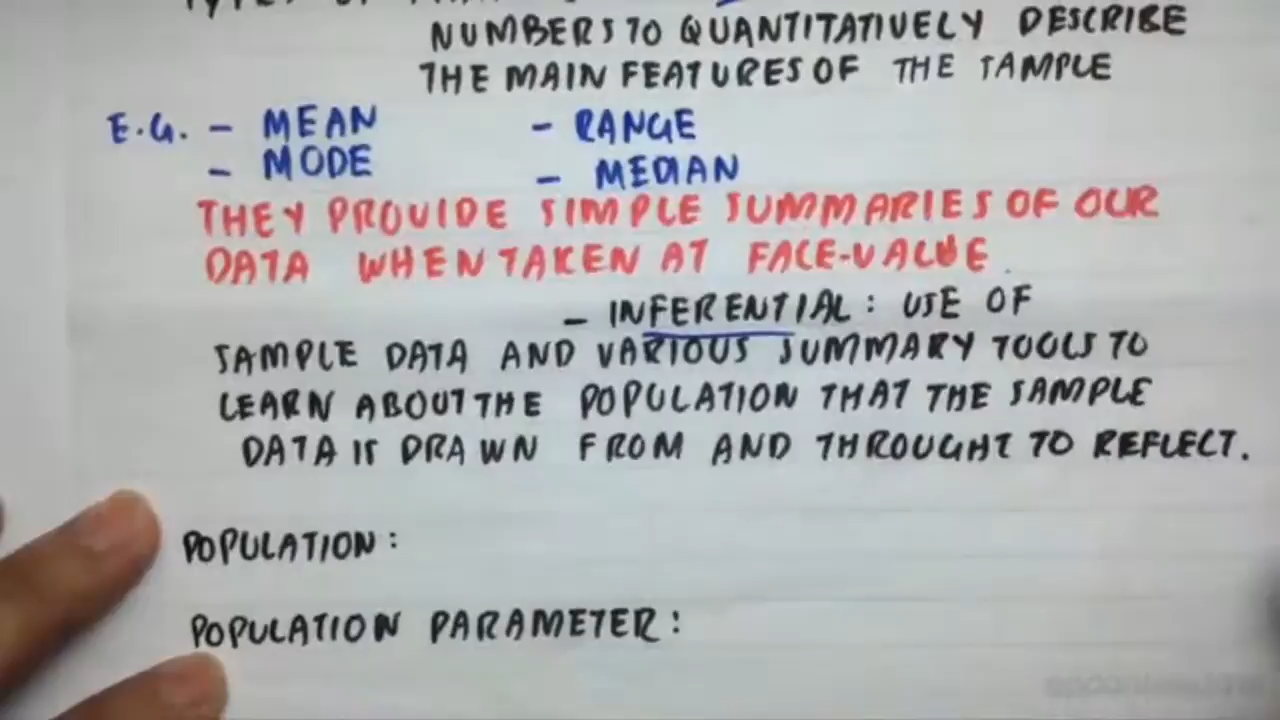 NUMBERS TO QUANTITATIVELY DESCRIBE
THE MAIN FEATURES OF THE SAMPLE
E.G. - MEAN - RANGE
- MODE - MEDIAN
THEY PROVIDE SIMPLE SUMMARIES OF OUR
DATA WHEN TAKEN AT FACE-VALUE
- INFERENTIAL: USE OF
SAMPLE DATA AND VARIOUS SUMMARY TOOLS TO
LEARN ABOUT THE POPULATION THAT THE SAMPLE
DATA IS DRAWN FROM AND THROUGHT TO REFLECT.
POPULATION:
POPULATION PARAMETER: